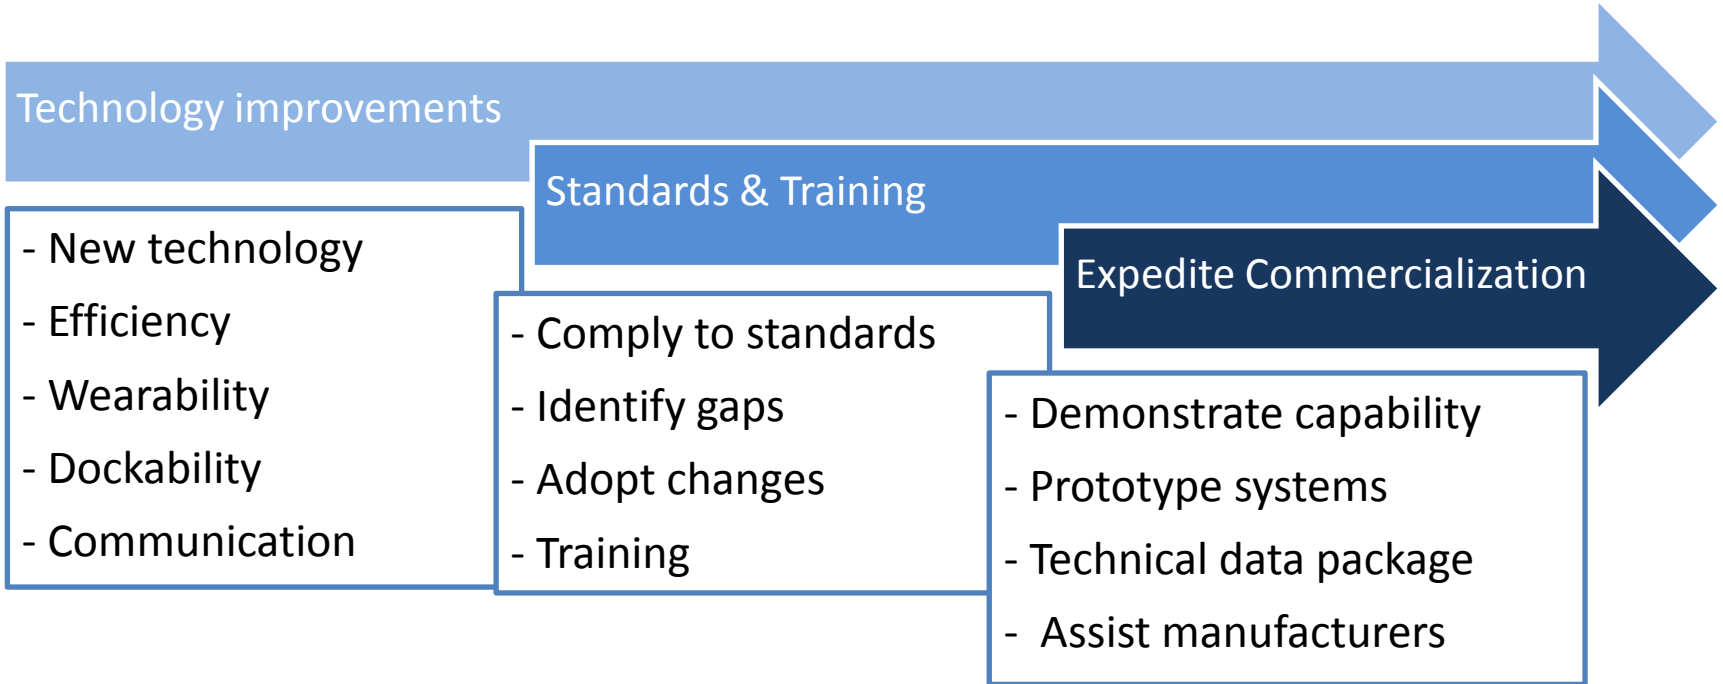 Technology improvements
- New technology
- Efficiency
- Wearability
- Dockability
- Communication
Standards & Training
- Comply to standards
- Identify gaps
- Adopt changes
- Training
Expedite Commercialization
- Demonstrate capability
- Prototype systems
- Technical data package
- Assist manufacturers